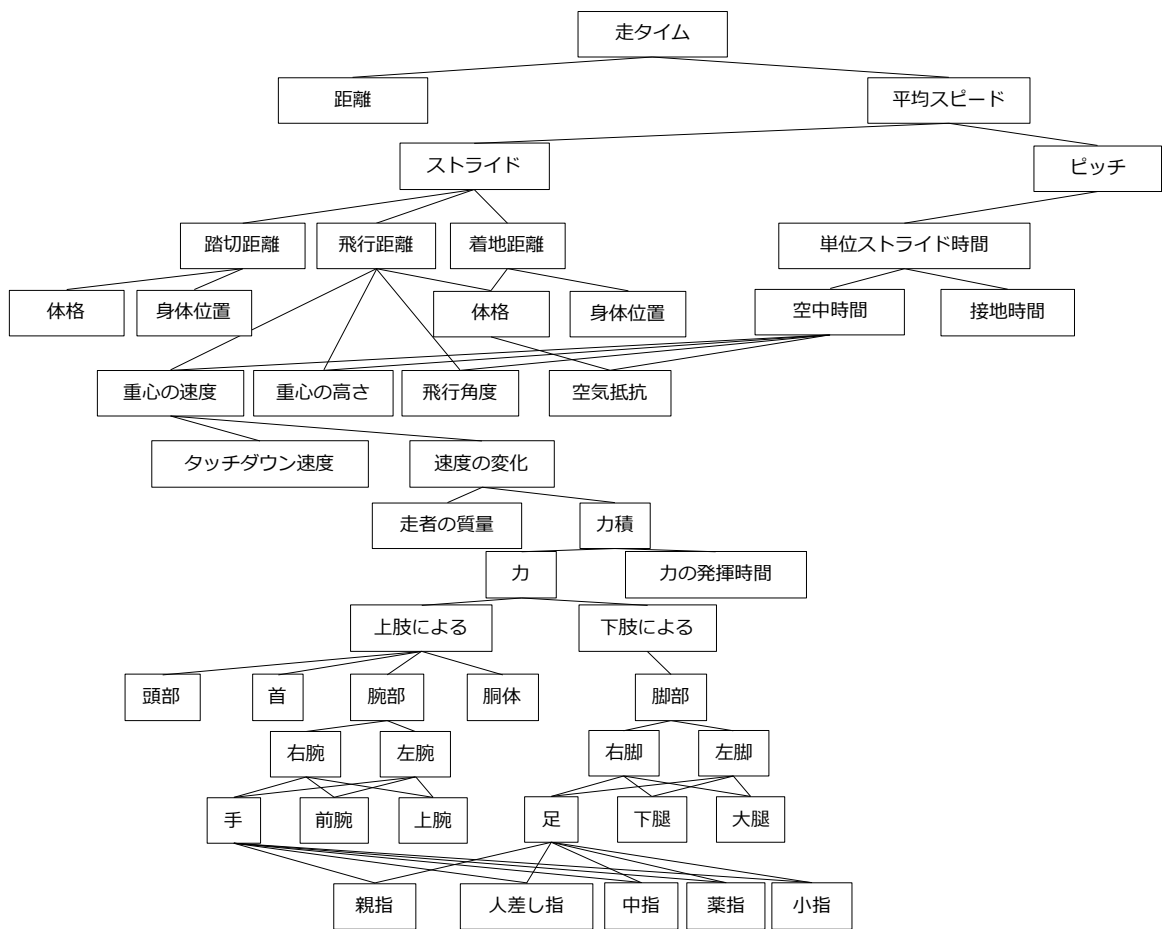 走タイム
距離
平均スピード
ストライド
ピッチ
踏切距離
飛行距離
着地距離
単位ストライド時間
体格
身体位置
体格
身体位置
空中時間
接地時間
重心の速度
重心の高さ
飛行角度
空気抵抗
タッチダウン速度
速度の変化
走者の質量
力積
力
力の発揮時間
上肢による
下肢による
頭部
首
腕部
胴体
脚部
右腕
左腕
右脚
左脚
手
前腕
上腕
足
下腿
大腿
親指
人差し指
中指
薬指
小指